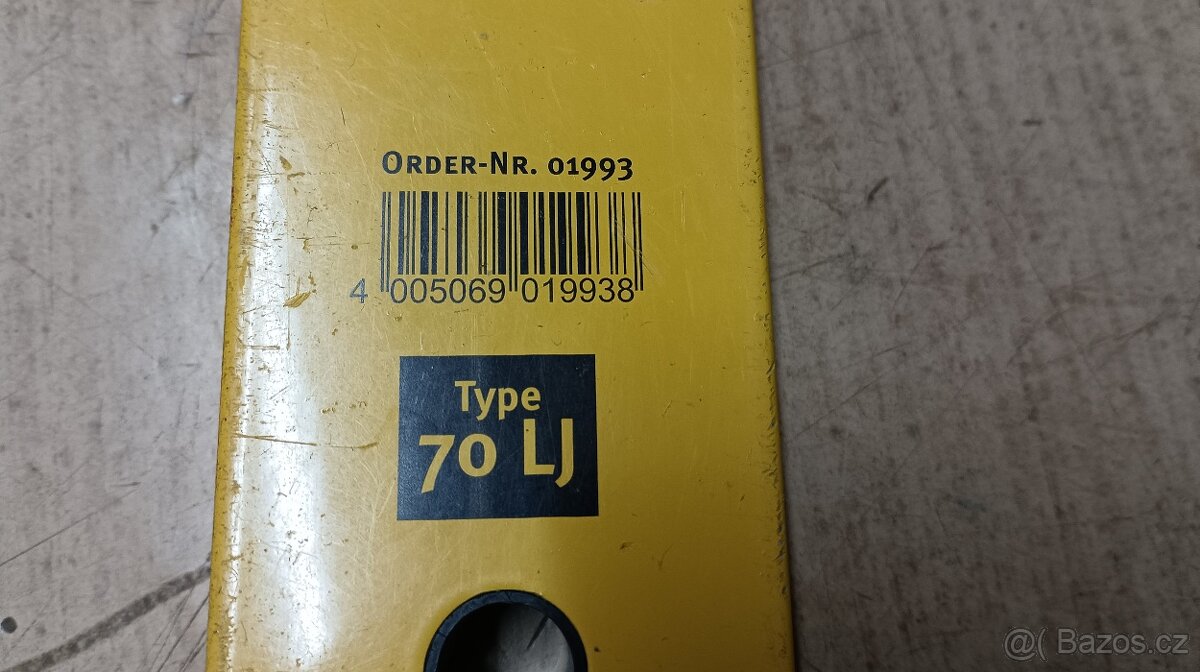 ORDER-NR. 01993
4 005069 019938
Type
70 LJ
@( Bazos.cz